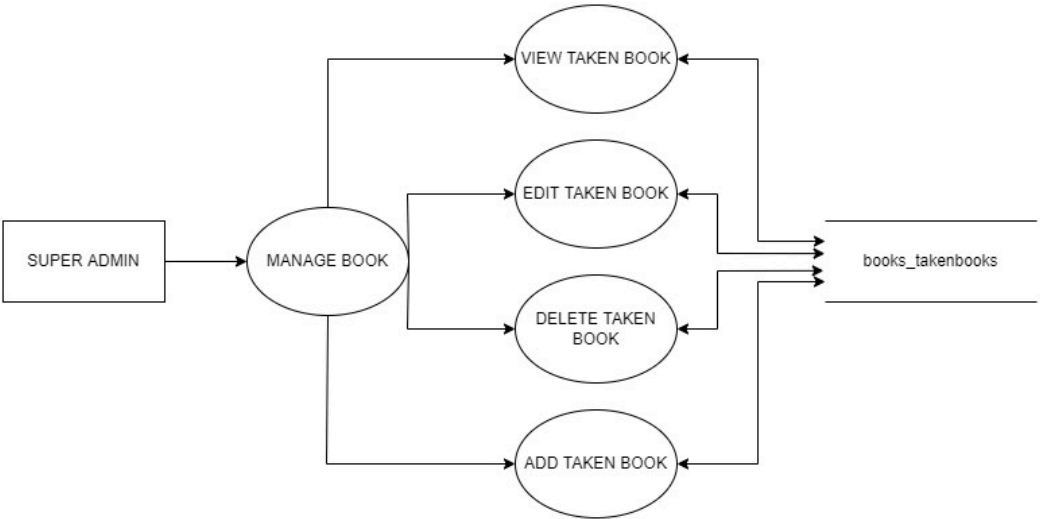 VIEW TAKEN BOOK
EDIT TAKEN BOOK
SUPER ADMIN
MANAGE BOOK
books_takenbooks
DELETE TAKEN
BOOK
ADD TAKEN BOOK